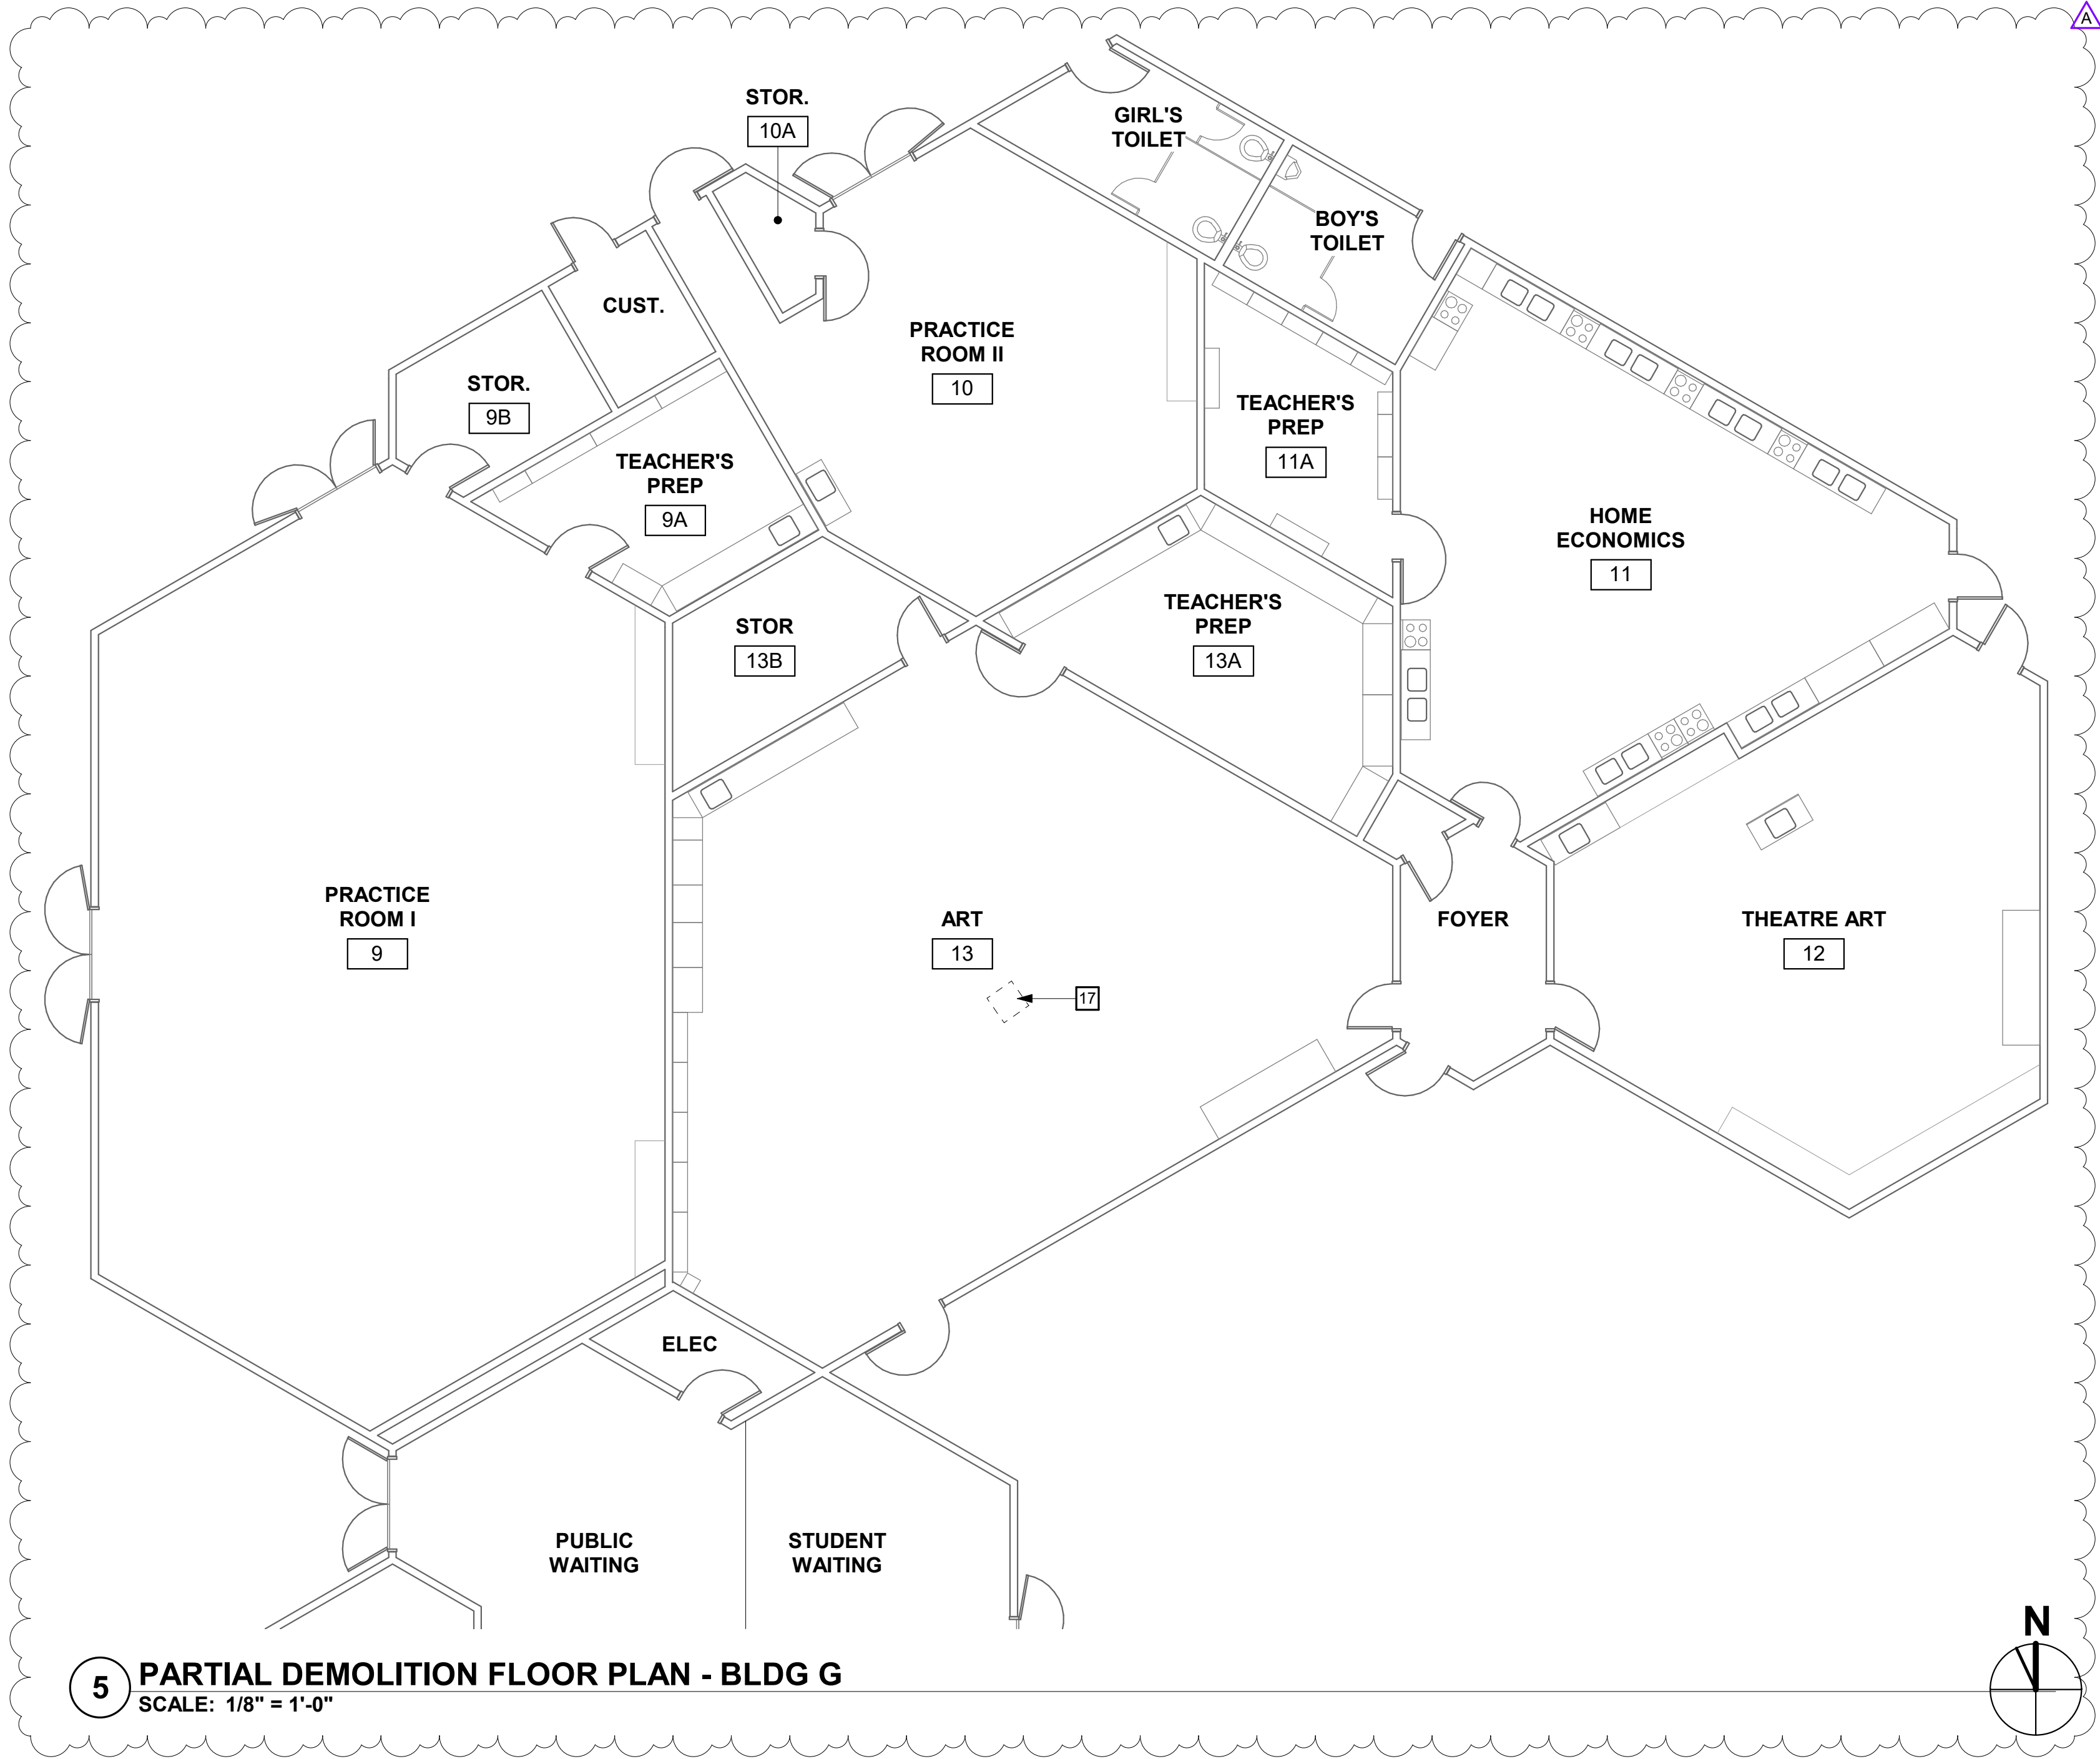 A
STOR.
10A
GIRL'S
TOILET
BOY'S
TOILET
CUST.
PRACTICE
ROOM II
10
STOR.
9B
TEACHER'S
PREP
11A
TEACHER'S
PREP
9A
HOME
ECONOMICS
11
STOR
13B
TEACHER'S
PREP
13A
PRACTICE
ROOM I
9
ART
13
FOYER
THEATRE ART
12
17
ELEC
PUBLIC
WAITING
STUDENT
WAITING
N
5
PARTIAL DEMOLITION FLOOR PLAN - BLDG G
SCALE: 1/8" = 1'-0"